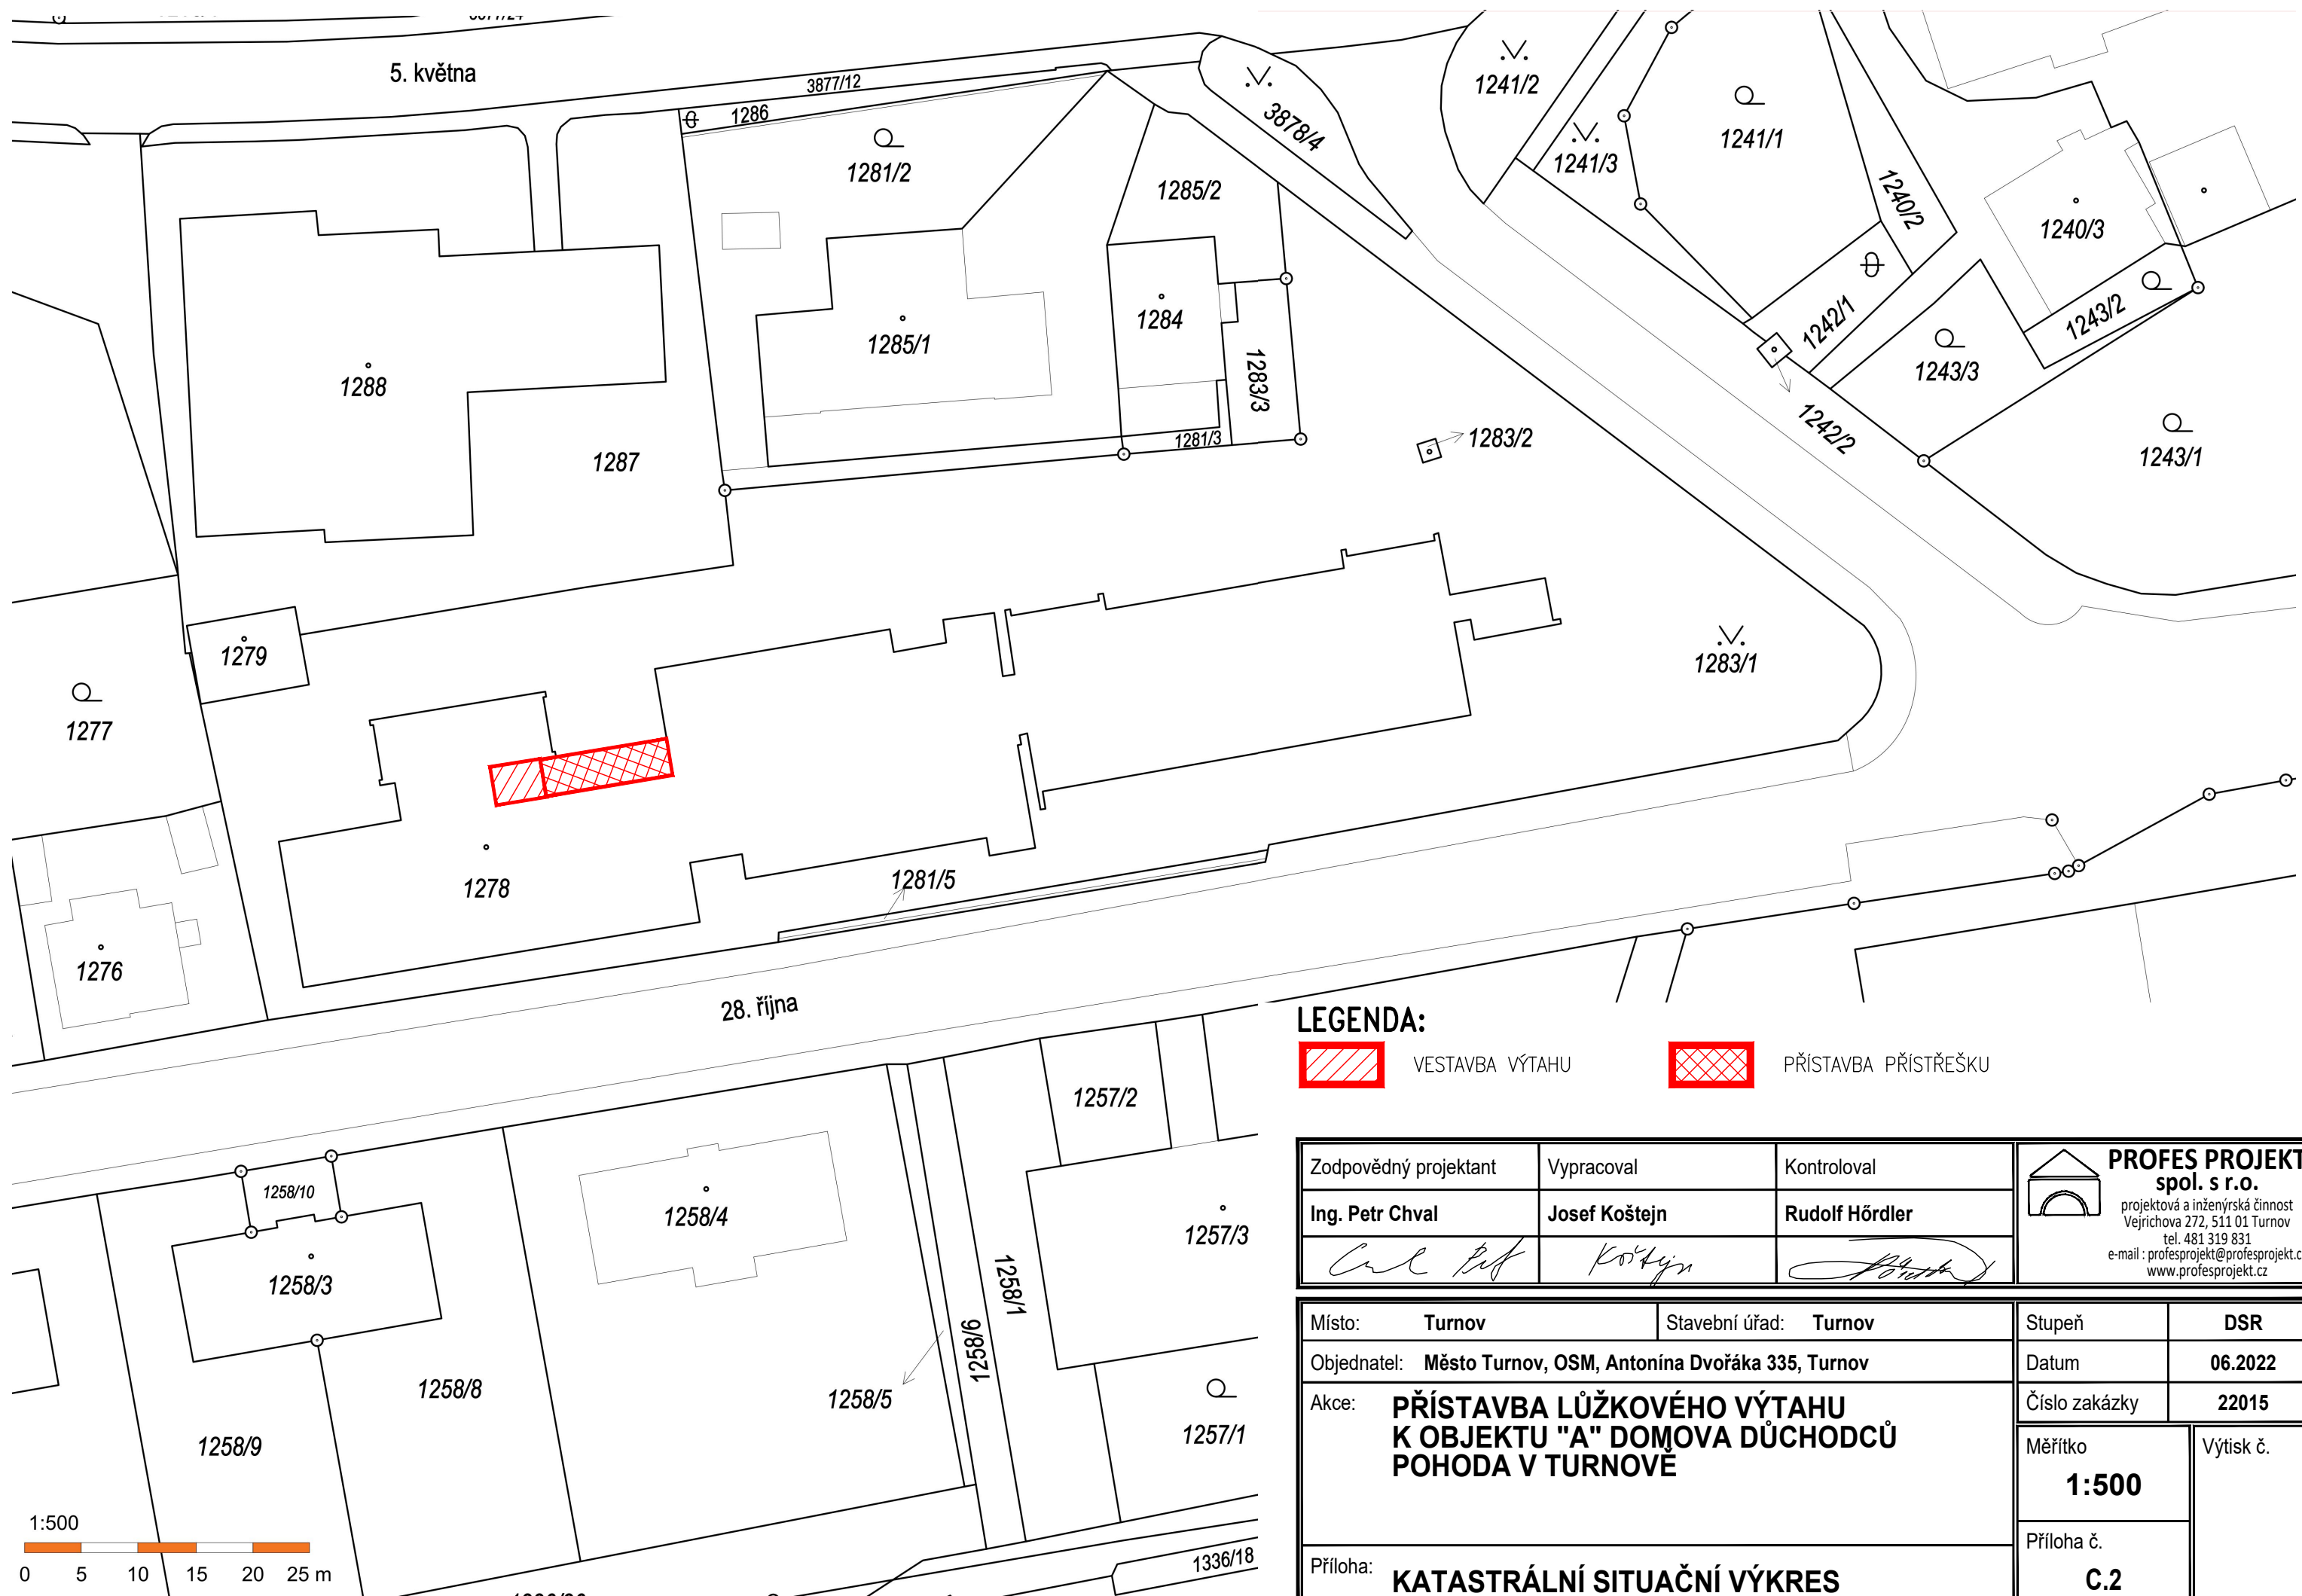 5. května
3877/12
1286
1281/2
3878/4
1241/2
1241/3
1241/1
1240/2
1240/3
1285/2
1284
1285/1
1283/3
1281/3
1283/2
1242/1
1242/2
1243/2
1243/3
1243/1
1288
1287
1279
1277
1283/1
1278
1281/5
1276
28. října
LEGENDA:
VESTAVBA VÝTAHU
PŘÍSTAVBA PŘÍSTŘEŠKU
1257/2
1258/10
1258/4
1257/3
1258/3
1258/1
1258/6
1258/8
1258/5
1257/1
1258/9
1336/18
1:500
0 5 10 15 20 25 m
Zodpovědný projektant
Vypracoval
Kontroloval
Ing. Petr Chval
Josef Koštejn
Rudolf Hőrdler
Koštejn
PROFES PROJEKT
spol. s r.o.
projektová a inženýrská činnost
Vejrichova 272, 511 01 Turnov
tel. 481 319 831
e-mail : profesprojekt@profesprojekt.c
www.profesprojekt.cz
Místo: Turnov
Stavební úřad: Turnov
Stupeň DSR
Objednatel: Město Turnov, OSM, Antonína Dvořáka 335, Turnov
Datum 06.2022
Akce: PŘÍSTAVBA LŮŽKOVÉHO VÝTAHU
K OBJEKTU "A" DOMOVA DŮCHODCŮ
POHODA V TURNOVĚ
Číslo zakázky 22015
Měřítko
1:500
Výtisk č.
Příloha č.
C.2
Příloha: KATASTRÁLNÍ SITUAČNÍ VÝKRES